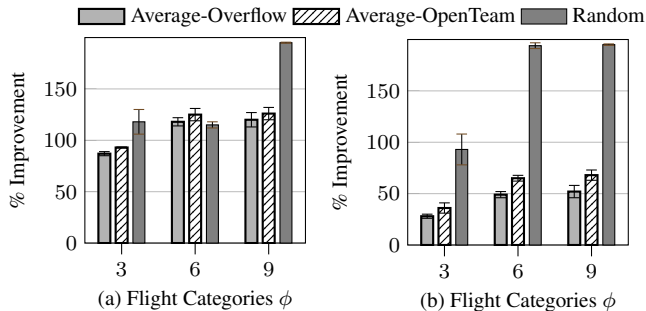 Average-Overflow Average-OpenTeam Random
% Improvement
150
100
50
0
3 6 9
(a) Flight Categories ϕ
% Improvement
150
100
50
0
3 6 9
(b) Flight Categories ϕ